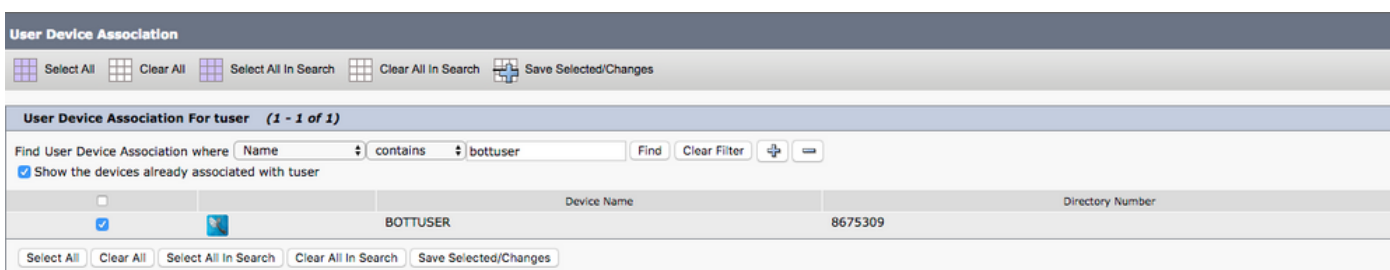 User Device Association
Select All Clear All Select All In Search Clear All In Search Save Selected/Changes
User Device Association For tuser (1 - 1 of 1)
Find User Device Association where Name contains bottuser Find Clear Filter
Show the devices already associated with tuser
Device Name Directory Number
BOTTUSER 8675309
Select All Clear All Select All In Search Clear All In Search Save Selected/Changes